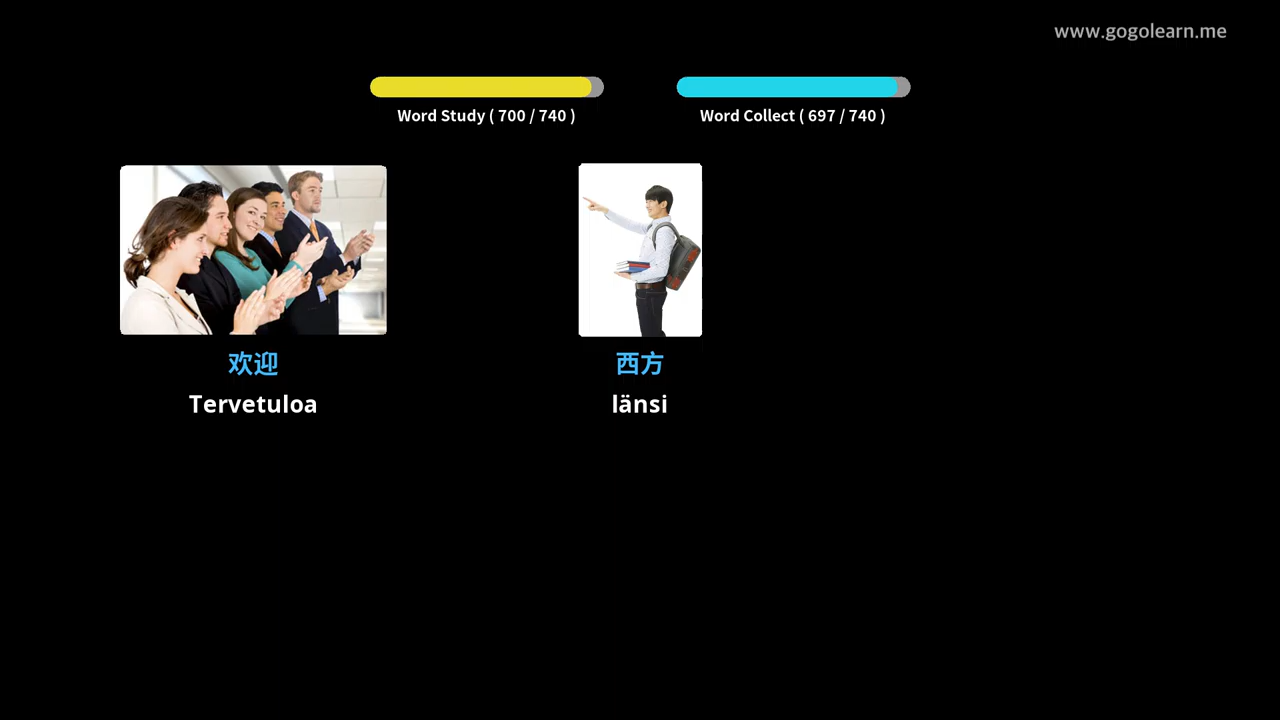 www.gogolearn.me
Word Study ( 700 / 740 )
Word Collect ( 697 / 740 )
欢迎
Tervetuloa
西方
länsi